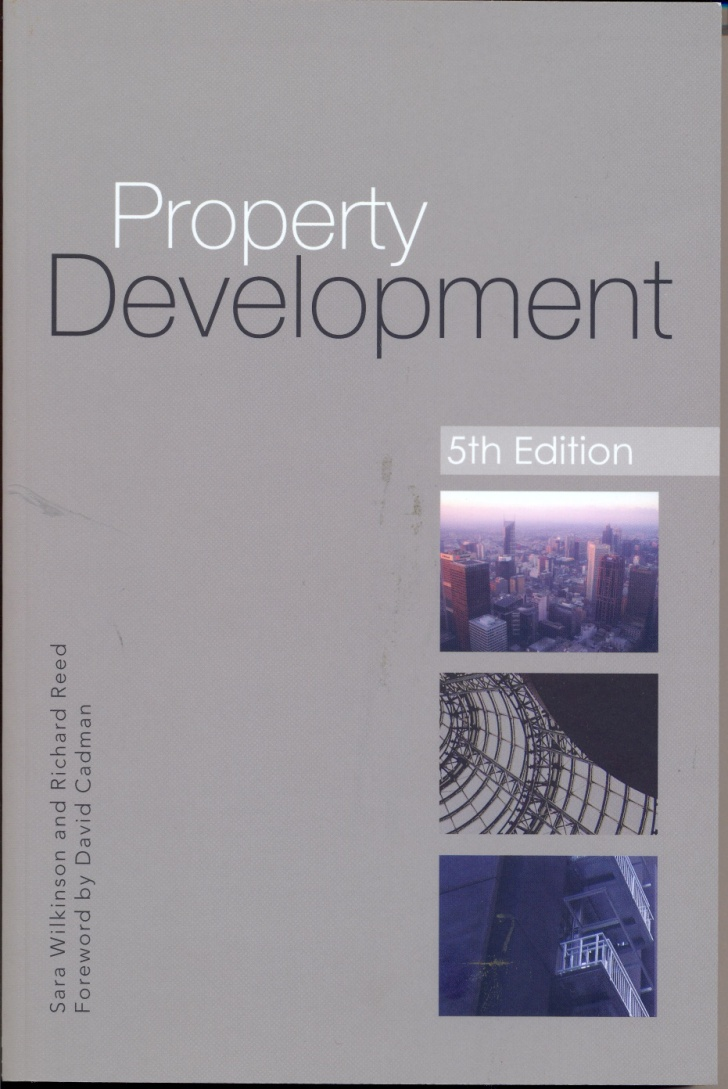 Property
Development
5th Edition
Sara Wilkinson and Richard Reed
Foreword by David Cadman